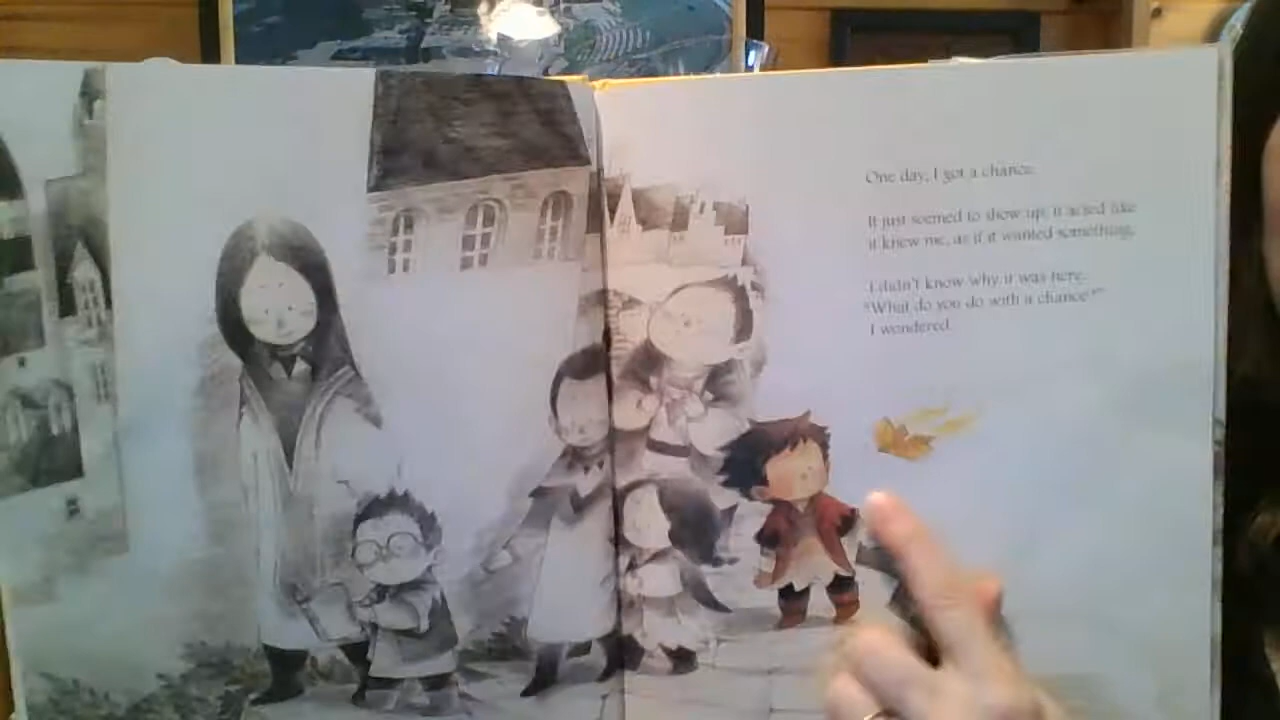 One day, I got a chance.
It just seemed to show up. It acted like
it knew me, as if it wanted something.
I didn't know why it was here.
"What do you do with a chance?"
I wondered.